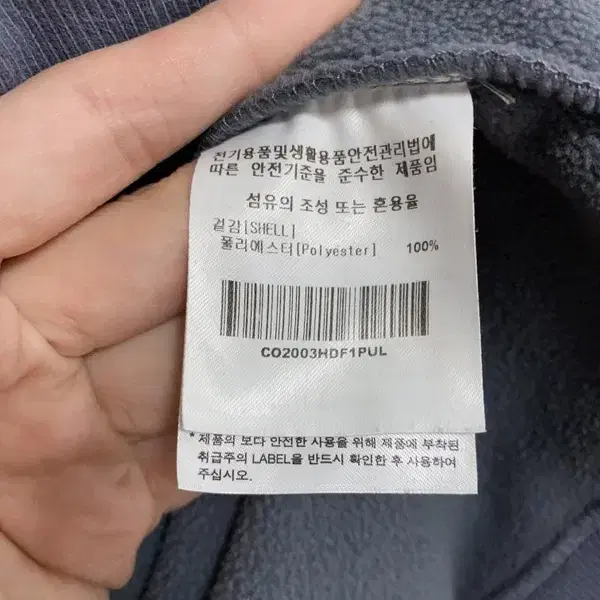 전기용품및생활용품안전관리법에
따른 안전기준을 준수한 제품임
섬유의 조성 또는 혼용율
겉감[SHELL]
폴리에스터[Polyester] 100%
CO2003HDF1PUL
* 제품의 보다 안전한 사용을 위해 제품에 부착된
취급주의 LABEL을 반드시 확인한 후 사용하여
주십시오.